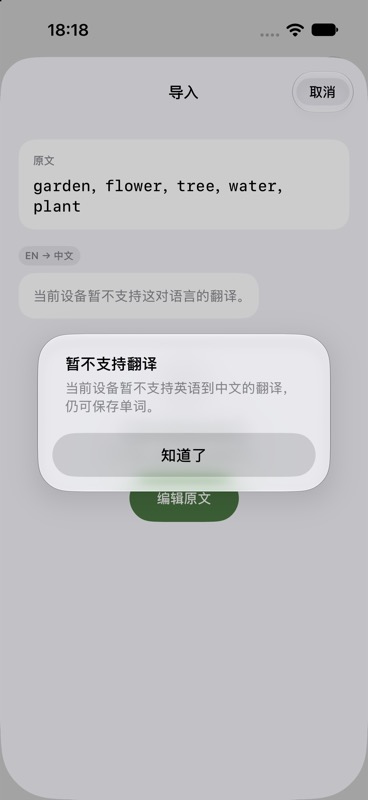 18:18
导入
取消
原文
garden, flower, tree, water,
plant
EN → 中文
当前设备暂不支持这对语言的翻译。
暂不支持翻译
当前设备暂不支持英语到中文的翻译，
仍可保存单词。
知道了
编辑原文